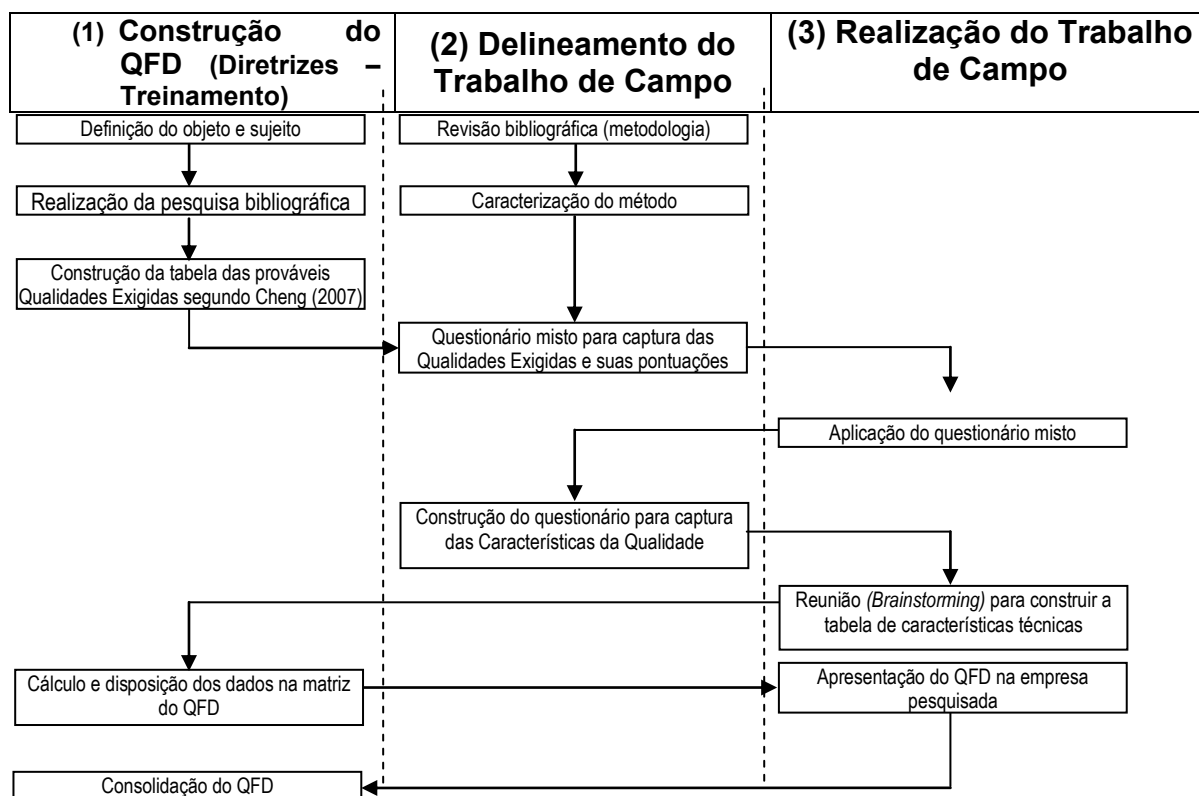 (1) Construção do
QFD (Diretrizes –
Treinamento)
(2) Delineamento do
Trabalho de Campo
(3) Realização do Trabalho
de Campo
Definição do objeto e sujeito
Revisão bibliográfica (metodologia)
Realização da pesquisa bibliográfica
Caracterização do método
Construção da tabela das prováveis
Qualidades Exigidas segundo Cheng (2007)
Questionário misto para captura das
Qualidades Exigidas e suas pontuações
Aplicação do questionário misto
Construção do questionário para captura
das Características da Qualidade
Reunião (Brainstorming) para construir a
tabela de características técnicas
Cálculo e disposição dos dados na matriz
do QFD
Apresentação do QFD na empresa
pesquisada
Consolidação do QFD